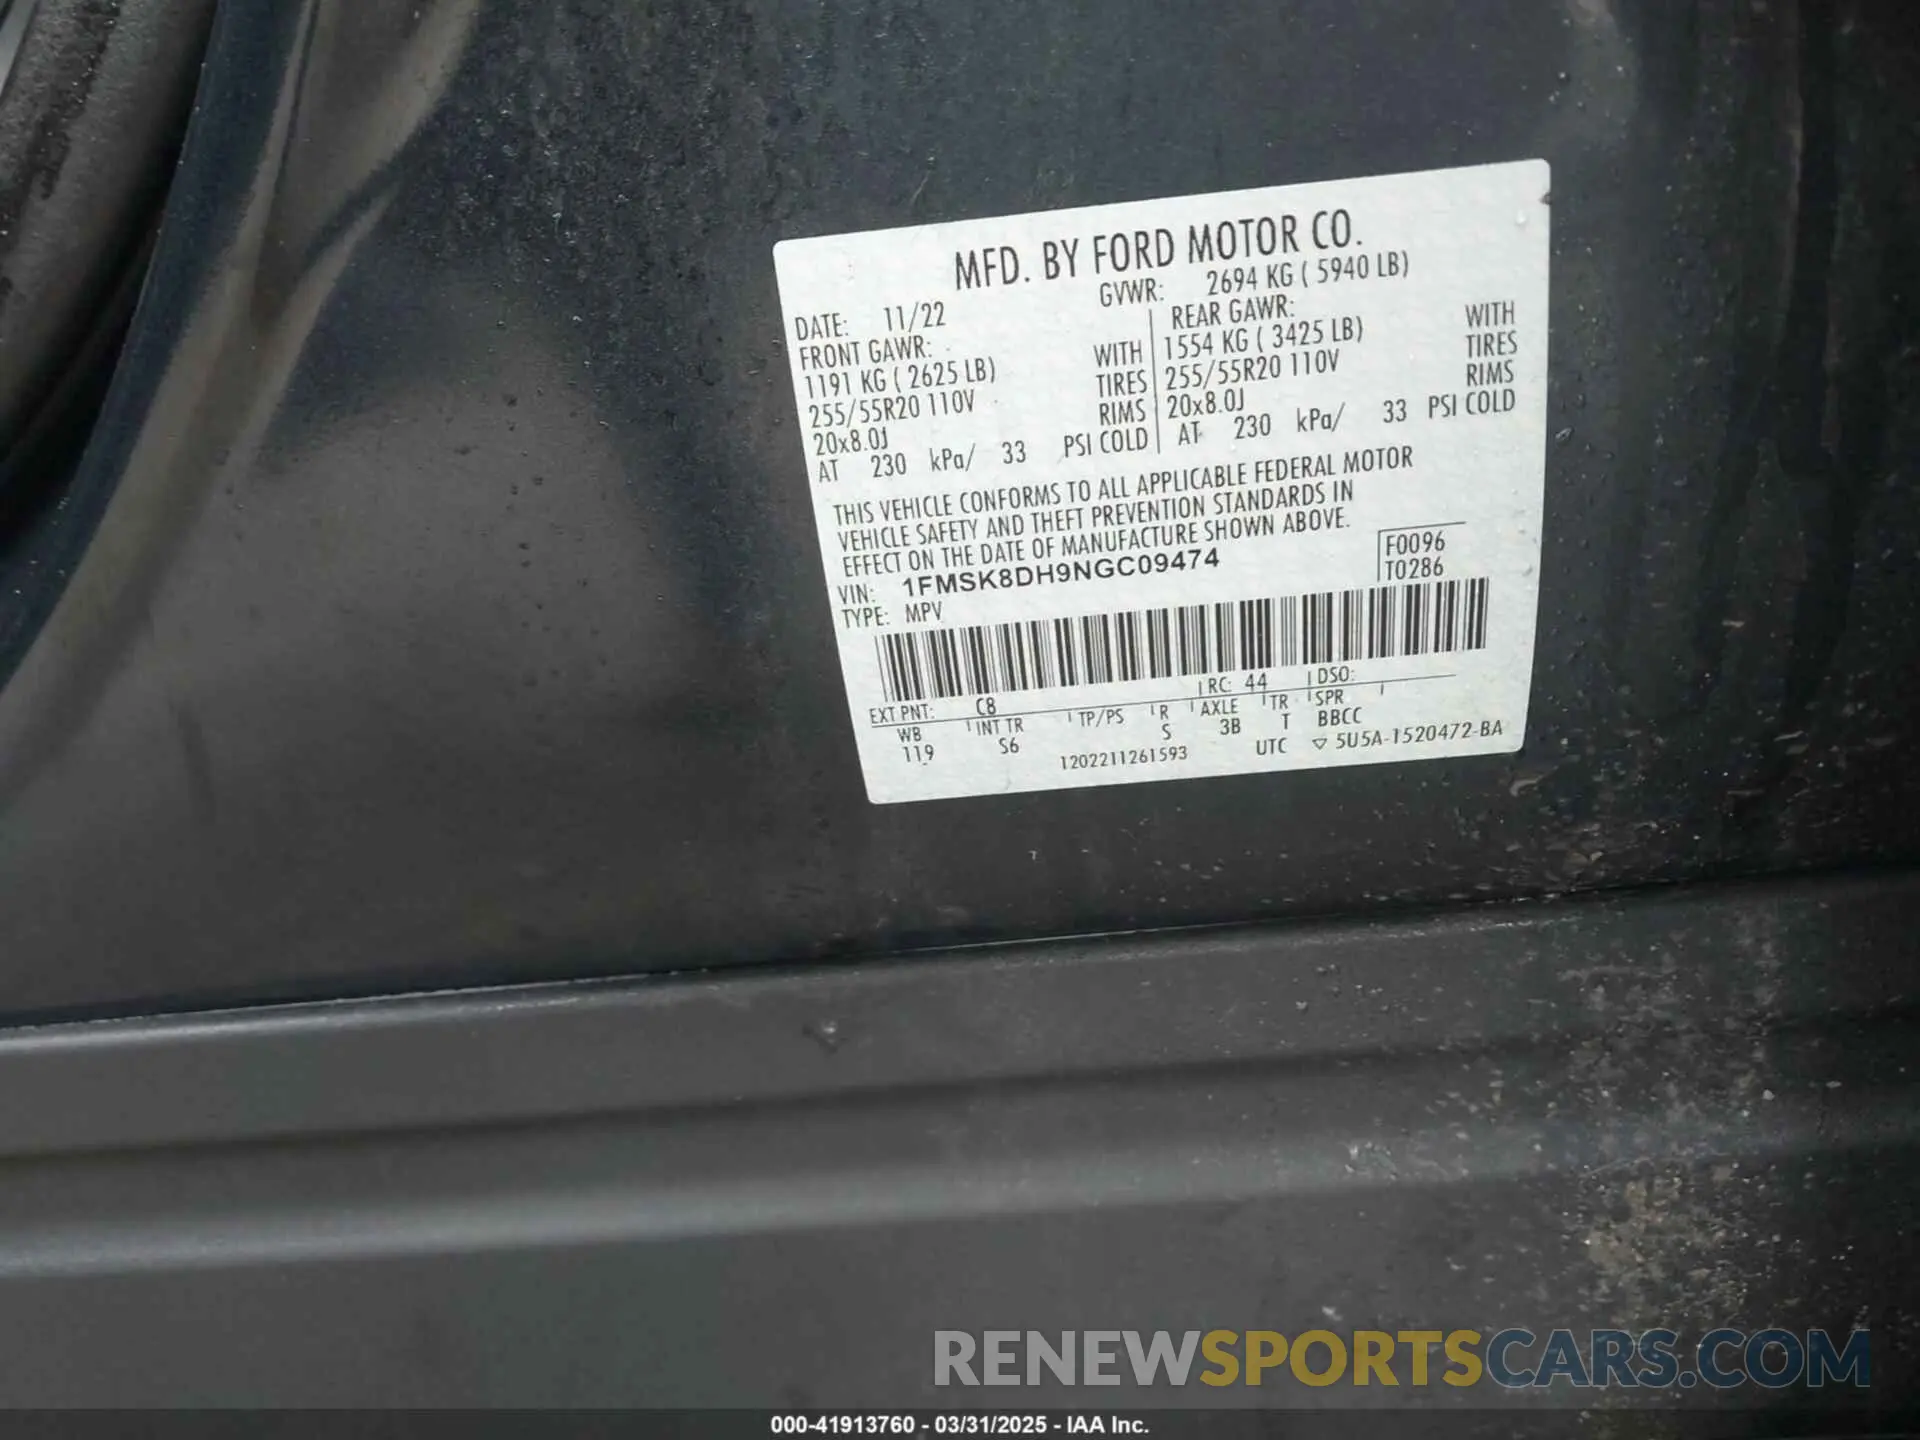 MFD. BY FORD MOTOR CO.
DATE: 11/22 GVWR: 2694 KG ( 5940 LB)
FRONT GAWR: REAR GAWR:
1191 KG ( 2625 LB) WITH 1554 KG ( 3425 LB) WITH
255/55R20 110V TIRES 255/55R20 110V TIRES
20x8.0J RIMS 20x8.0J RIMS
AT 230 kPa/ 33 PSI COLD AT 230 kPa/ 33 PSI COLD
THIS VEHICLE CONFORMS TO ALL APPLICABLE FEDERAL MOTOR
VEHICLE SAFETY AND THEFT PREVENTION STANDARDS IN
EFFECT ON THE DATE OF MANUFACTURE SHOWN ABOVE.
VIN: 1FMSK8DH9NGC09474 F0096
TYPE: MPV T0286
EXT PNT: C8 RC: 44 DSO:
WB INT TR TP/PS R AXLE TR SPR
119 S6 S 3B T BBCC
1202211261593 UTC ▽ 5U5A-1520472-BA
RENEWSPORTSCARS.COM
000-41913760 - 03/31/2025 - IAA Inc.